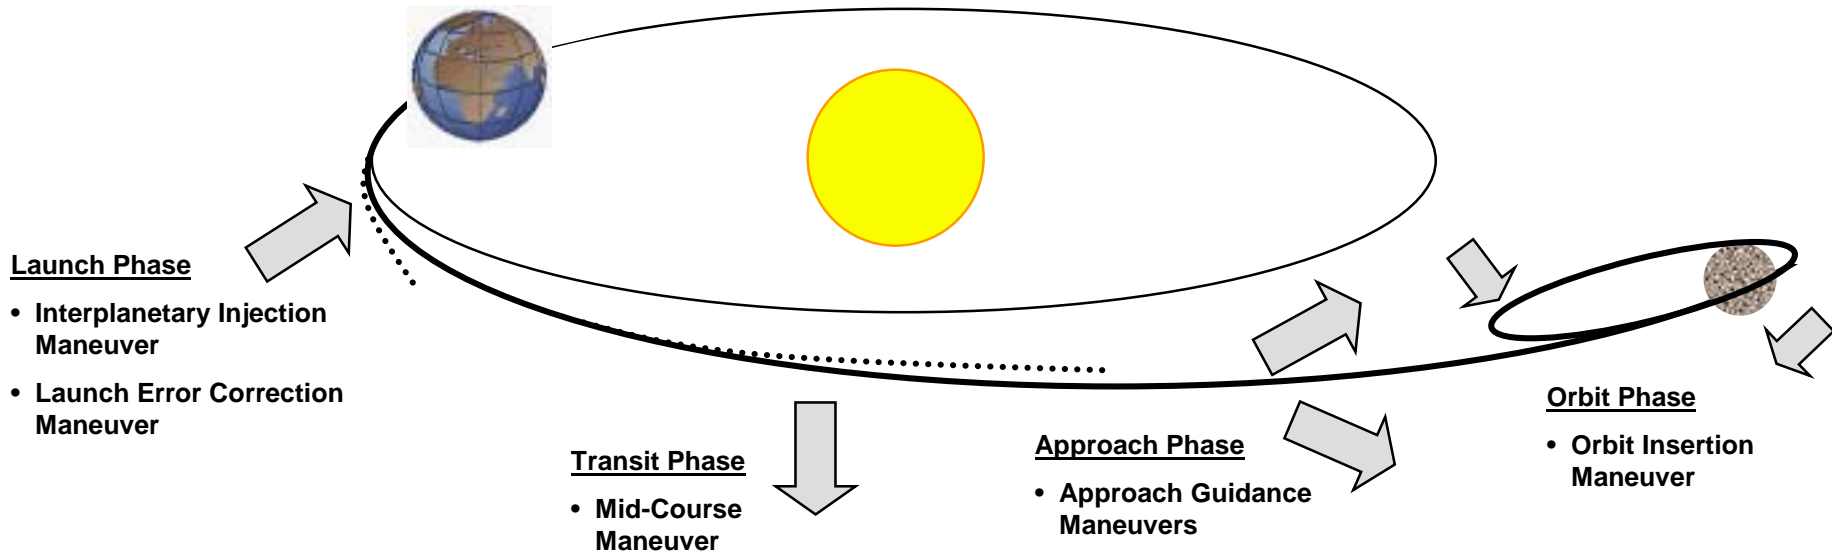 Launch Phase
• Interplanetary Injection
Maneuver
• Launch Error Correction
Maneuver
Transit Phase
• Mid-Course
Maneuver
Approach Phase
• Approach Guidance
Maneuvers
Orbit Phase
• Orbit Insertion
Maneuver